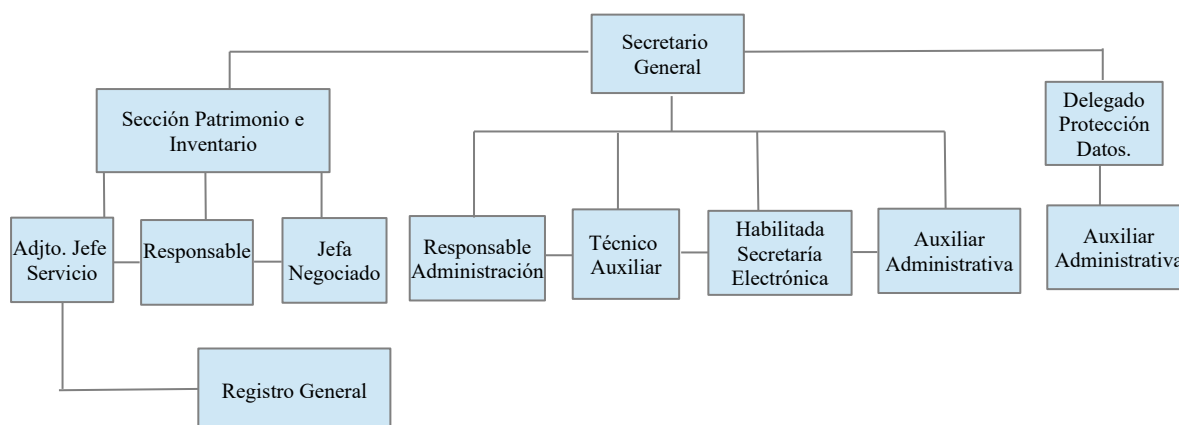 Secretario
General
Sección Patrimonio e
Inventario
Delegado
Protección
Datos.
Adjto. Jefe
Servicio
Responsable
Jefa
Negociado
Responsable
Administración
Técnico
Auxiliar
Habilitada
Secretaría
Electrónica
Auxiliar
Administrativa
Auxiliar
Administrativa
Registro General